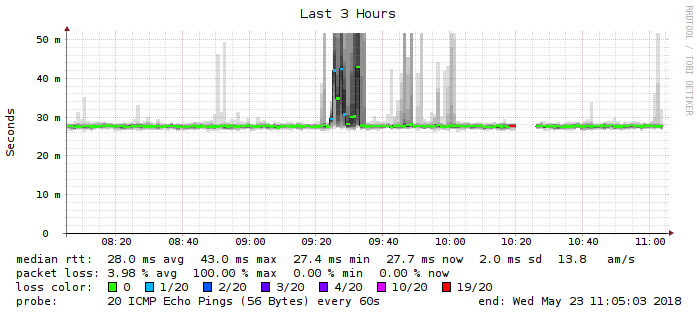 Last 3 Hours
RRDTOOL / TOBI OETIKER
Seconds
50 m
40 m
30 m
20 m
10 m
0
08:20 08:40 09:00 09:20 09:40 10:00 10:20 10:40 11:00
median rtt: 28.0 ms avg 43.0 ms max 27.4 ms min 27.7 ms now 2.0 ms sd 13.8 am/s
packet loss: 3.98 % avg 100.00 % max 0.00 % min 0.00 % now
loss color: 0 1/20 2/20 3/20 4/20 10/20 19/20
probe: 20 ICMP Echo Pings (56 Bytes) every 60s end: Wed May 23 11:05:03 2018